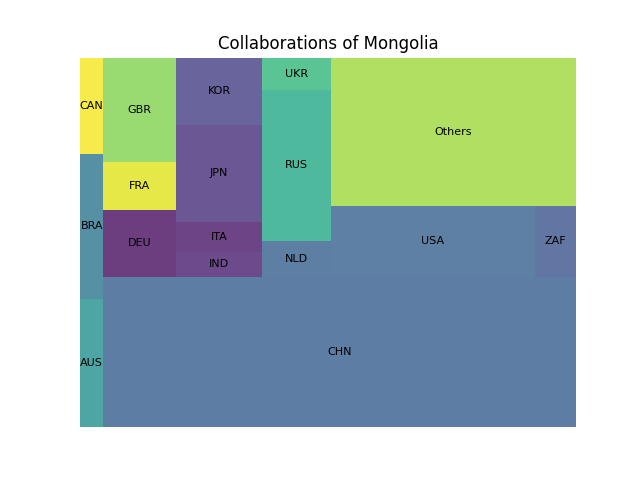 Collaborations of Mongolia
CAN
GBR
KOR
UKR
Others
FRA
JPN
RUS
BRA
DEU
ITA
IND
NLD
USA
ZAF
AUS
CHN